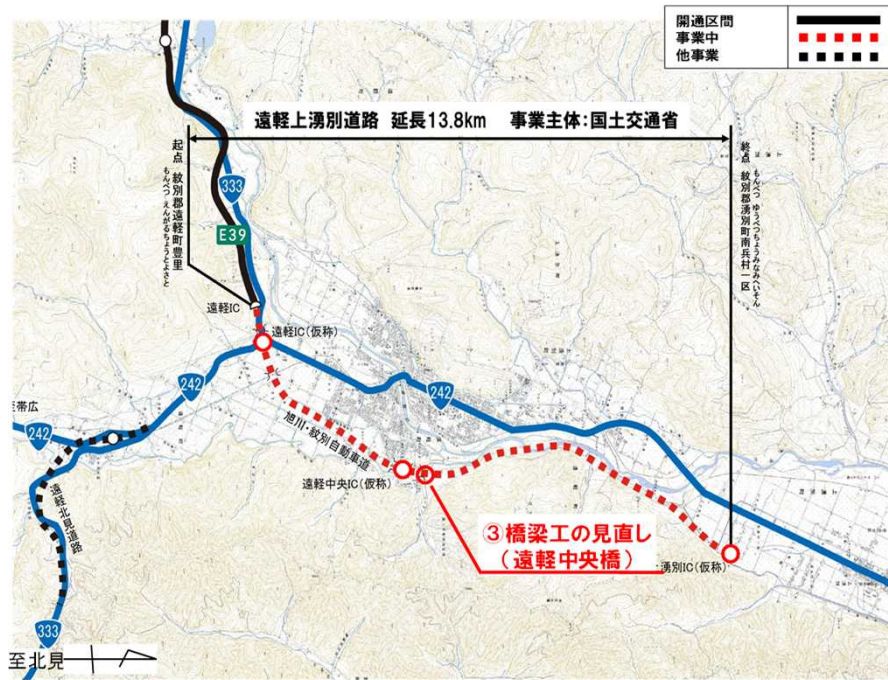 開通区間
事業中
他事業
遠軽上湧別道路 延長13.8km 事業主体:国土交通省
起点 紋別郡遠軽町豊里
もんべつ えんがるちょうとよさと
終点 紋別郡湧別町南兵村一区
もんべつ ゆうべつちょうみなみへいそん
333
E39
遠軽IC
遠軽IC(仮称)
242
242
至帯広
242
旭川・紋別自動車道
遠軽中央IC(仮称)
遠軽北見道路
③橋梁工の見直し
(遠軽中央橋)
上湧別IC(仮称)
333
至北見